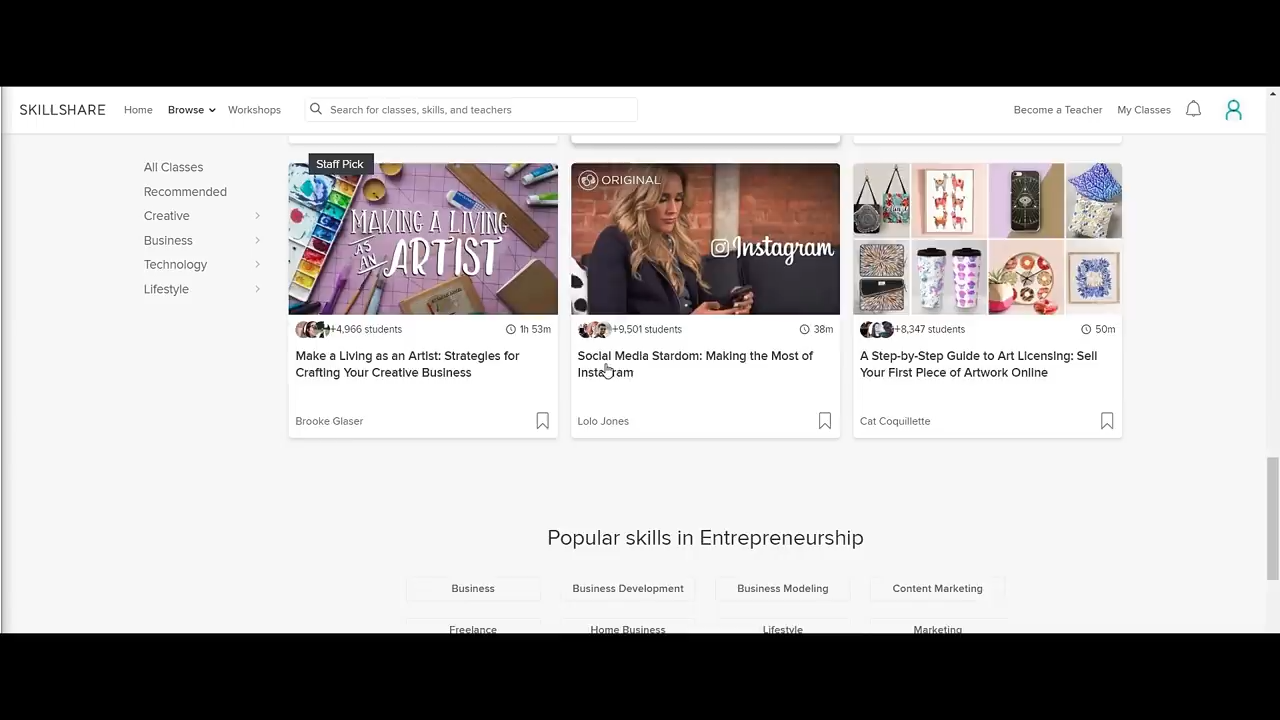 SKILLSHARE Home Browse Workshops Search for classes, skills, and teachers Become a Teacher My Classes
All Classes
Recommended
Creative
Business
Technology
Lifestyle
Staff Pick
MAKING A LIVING
AS AN ARTIST
+4,966 students 1h 53m
Make a Living as an Artist: Strategies for
Crafting Your Creative Business
Brooke Glaser
ORIGINAL
Instagram
+9,501 students 38m
Social Media Stardom: Making the Most of
Instagram
Lolo Jones
+8,347 students 50m
A Step-by-Step Guide to Art Licensing: Sell
Your First Piece of Artwork Online
Cat Coquillette
Popular skills in Entrepreneurship
Business Business Development Business Modeling Content Marketing
Freelance Home Business Lifestyle Marketing